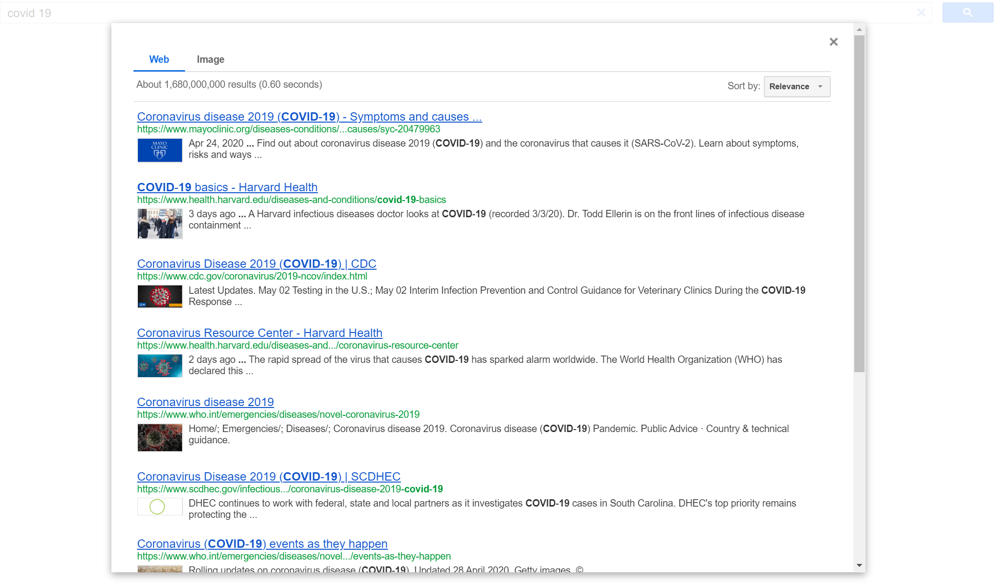 covid 19
Web Image
About 1,680,000,000 results (0.60 seconds)
Sort by: Relevance
Coronavirus disease 2019 (COVID-19) - Symptoms and causes ...
https://www.mayoclinic.org/diseases-conditions/...causes/syc-20479963
MAYO
CLINIC
Apr 24, 2020 ... Find out about coronavirus disease 2019 (COVID-19) and the coronavirus that causes it (SARS-CoV-2). Learn about symptoms,
risks and ways ...
COVID-19 basics - Harvard Health
https://www.health.harvard.edu/diseases-and-conditions/covid-19-basics
3 days ago ... A Harvard infectious diseases doctor looks at COVID-19 (recorded 3/3/20). Dr. Todd Ellerin is on the front lines of infectious disease
containment ...
Coronavirus Disease 2019 (COVID-19) | CDC
https://www.cdc.gov/coronavirus/2019-ncov/index.html
Latest Updates. May 02 Testing in the U.S.; May 02 Interim Infection Prevention and Control Guidance for Veterinary Clinics During the COVID-19
Response ...
Coronavirus Resource Center - Harvard Health
https://www.health.harvard.edu/diseases-and.../coronavirus-resource-center
2 days ago ... The rapid spread of the virus that causes COVID-19 has sparked alarm worldwide. The World Health Organization (WHO) has
declared this ...
Coronavirus disease 2019
https://www.who.int/emergencies/diseases/novel-coronavirus-2019
Home/; Emergencies/; Diseases/; Coronavirus disease 2019. Coronavirus disease (COVID-19) Pandemic. Public Advice · Country & technical
guidance.
Coronavirus Disease 2019 (COVID-19) | SCDHEC
https://www.scdhec.gov/infectious.../coronavirus-disease-2019-covid-19
DHEC continues to work with federal, state and local partners as it investigates COVID-19 cases in South Carolina. DHEC's top priority remains
protecting the ...
Coronavirus (COVID-19) events as they happen
https://www.who.int/emergencies/diseases/novel.../events-as-they-happen
Rolling updates on coronavirus disease (COVID-19). Updated 28 April 2020. Getty images. ©